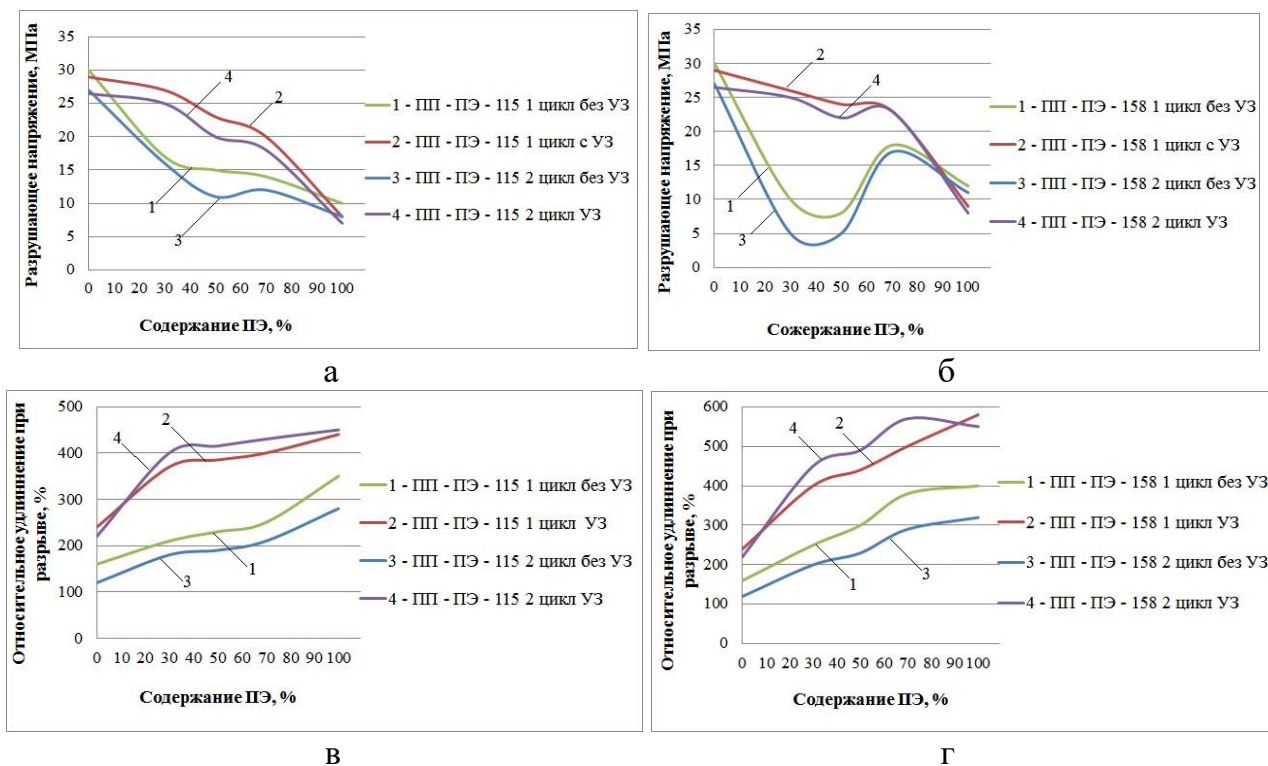 Разрушающее напряжение, МПа
35
30
25
20
15
10
5
0
0 10 20 30 40 50 60 70 80 90 100
Содержание ПЭ, %
4
2
1
3
1 - ПП - ПЭ - 115 1 цикл без УЗ
2 - ПП - ПЭ - 115 1 цикл с УЗ
3 - ПП - ПЭ - 115 2 цикл без УЗ
4 - ПП - ПЭ - 115 2 цикл УЗ
а
Разрушающее напряжение, МПа
35
30
25
20
15
10
5
0
0 10 20 30 40 50 60 70 80 90 100
Сожержание ПЭ, %
2
4
1
3
1 - ПП - ПЭ - 158 1 цикл без УЗ
2 - ПП - ПЭ - 158 1 цикл с УЗ
3 - ПП - ПЭ - 158 2 цикл без УЗ
4 - ПП - ПЭ - 158 2 цикл УЗ
б
Относительное удлиннение при
разрыве, %
500
400
300
200
100
0
0 10 20 30 40 50 60 70 80 90 100
Содержание ПЭ, %
2
4
1
3
1 - ПП - ПЭ - 115 1 цикл без УЗ
2 - ПП - ПЭ - 115 1 цикл УЗ
3 - ПП - ПЭ - 115 2 цикл без УЗ
4 - ПП - ПЭ - 115 2 цикл УЗ
в
Относительное удлиннение при
разрыве, %
600
500
400
300
200
100
0
0 10 20 30 40 50 60 70 80 90 100
Содержание ПЭ, %
2
4
1
3
1 - ПП - ПЭ - 158 1 цикл без УЗ
2 - ПП - ПЭ - 158 1 цикл УЗ
3 - ПП - ПЭ - 158 2 цикл без УЗ
4 - ПП - ПЭ - 158 2 цикл УЗ
г